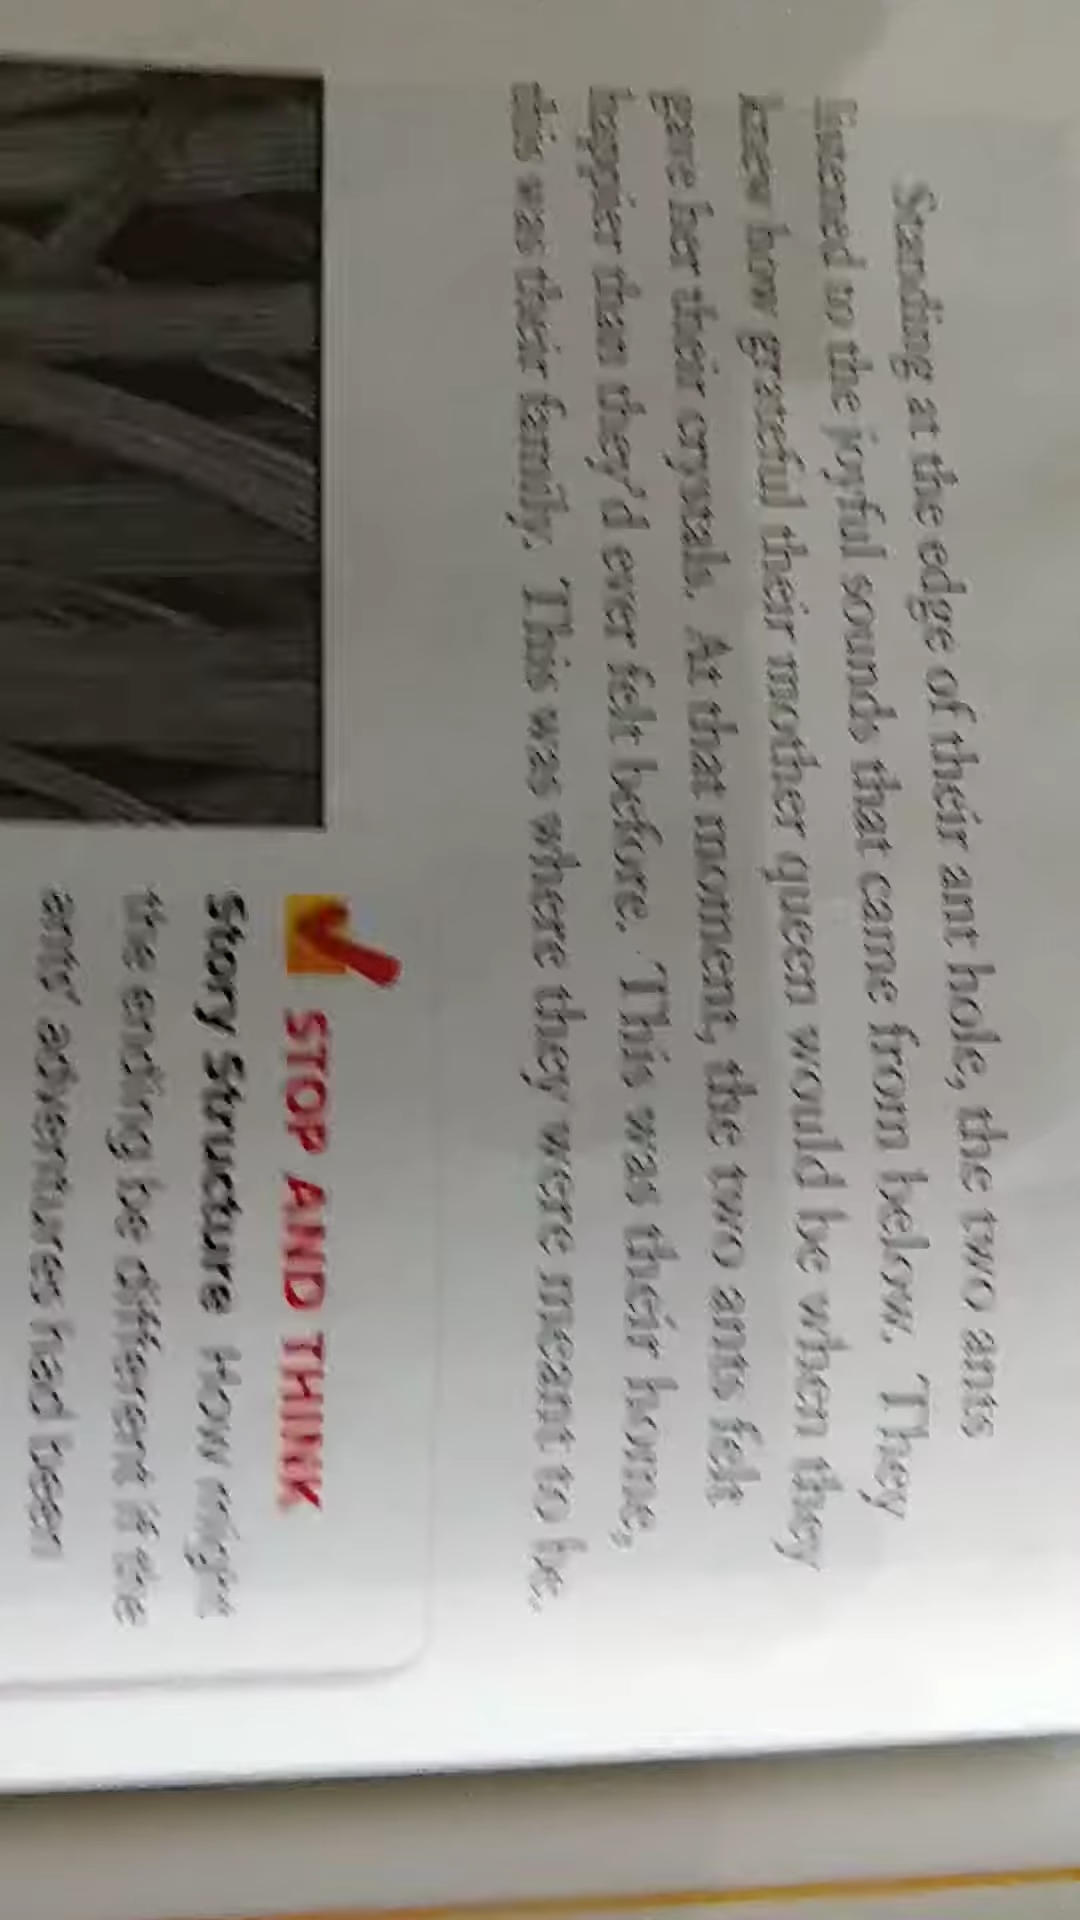 Standing at the edge of their ant hole, the two ants
listened to the joyful sounds that came from below. They
knew how grateful their mother queen would be when they
gave her their crystals. At that moment, the two ants felt
happier than they'd ever felt before. This was their home,
this was their family. This was where they were meant to be.
STOP AND THINK
Story Structure How might
the ending be different if the
ants' adventures had been